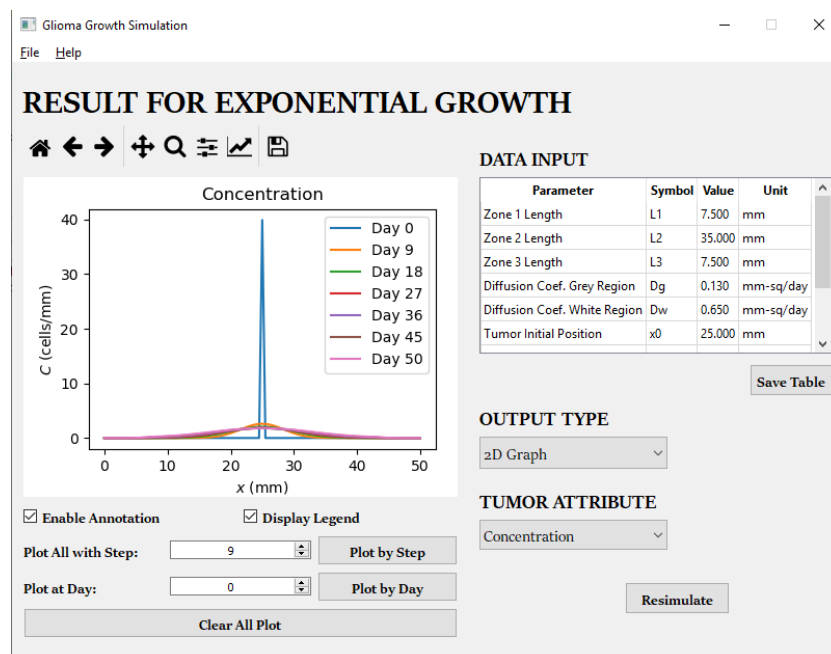 Glioma Growth Simulation
File Help
RESULT FOR EXPONENTIAL GROWTH
Concentration
C (cells/mm)
40
30
20
10
0
0 10 20 30 40 50
x (mm)
Day 0
Day 9
Day 18
Day 27
Day 36
Day 45
Day 50
Enable Annotation Display Legend
Plot All with Step: 9 Plot by Step
Plot at Day: 0 Plot by Day
Clear All Plot
DATA INPUT
Parameter Symbol Value Unit
Zone 1 Length L1 7.500 mm
Zone 2 Length L2 35.000 mm
Zone 3 Length L3 7.500 mm
Diffusion Coef. Grey Region Dg 0.130 mm-sq/day
Diffusion Coef. White Region Dw 0.650 mm-sq/day
Tumor Initial Position x0 25.000 mm
Save Table
OUTPUT TYPE
2D Graph
TUMOR ATTRIBUTE
Concentration
Resimulate